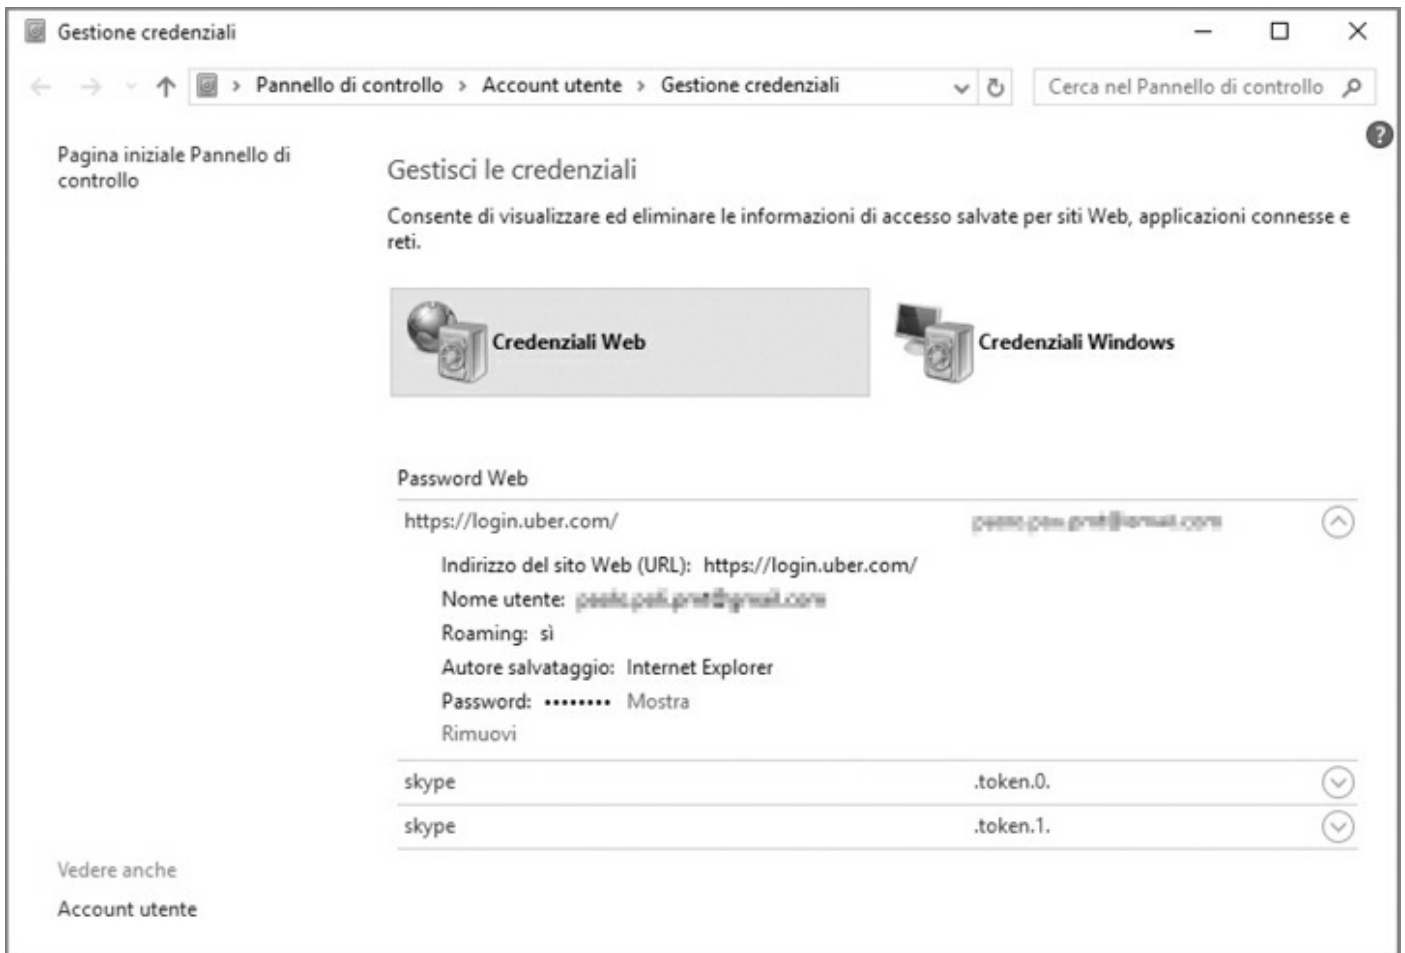 Gestione credenziali
Pannello di controllo > Account utente > Gestione credenziali
Cerca nel Pannello di controllo
?
Pagina iniziale Pannello di
controllo
Gestisci le credenziali
Consente di visualizzare ed eliminare le informazioni di accesso salvate per siti Web, applicazioni connesse e
reti.
Credenziali Web
Credenziali Windows
Password Web
https://login.uber.com/
Indirizzo del sito Web (URL): https://login.uber.com/
Nome utente:
Roaming: sì
Autore salvataggio: Internet Explorer
Password: •••••••• Mostra
Rimuovi
skype .token.0.
skype .token.1.
Vedere anche
Account utente